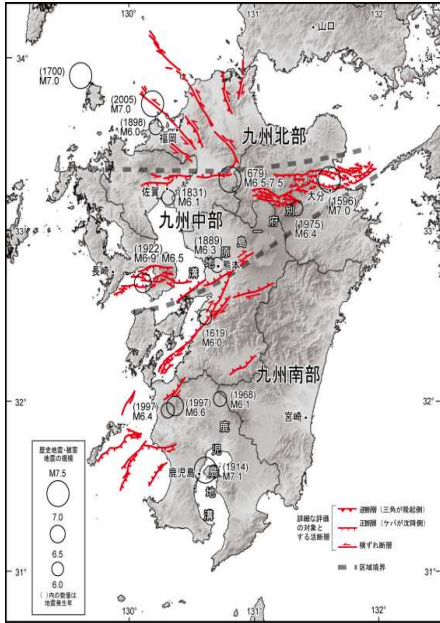 130°
131°
132°
山口
34°
(1700)
M7.0
(2005)
M7.0
(1898)
M6.0
福岡
九州北部
(679)
M6.5-7.5
佐賀
(1831)
M6.1
大分
(1596)
M7.0
九州中部
別
府
島
原
地
溝
(1975)
M6.4
33°
(1889)
M6.3
熊本
(1922)
M6.9, M6.5
長崎
(1619)
M6.0
九州南部
32°
(1997)
M6.4
(1997)
M6.6
(1968)
M6.1
宮崎
鹿
児
島
地
溝
鹿児島
(1914)
M7.1
31°
歴史地震・被害
地震の規模
M7.5
7.0
6.5
6.0
( )内の数値は
地震発生年
詳細な評価
の対象と
する活断層
逆断層(三角が隆起側)
正断層(ケバが沈降側)
横ずれ断層
区域境界
130°
131°
132°